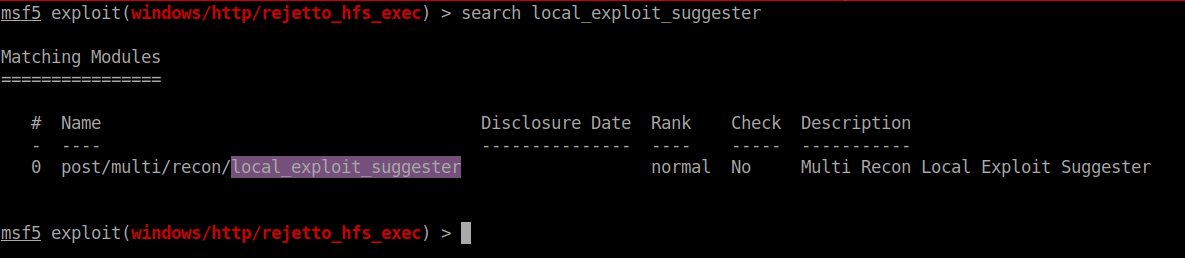 msf5 exploit(windows/http/rejetto_hfs_exec) > search local_exploit_suggester
Matching Modules
================
#  Name                                      Disclosure Date  Rank    Check  Description
-  ----                                      ---------------  ----    -----  -----------
0  post/multi/recon/local_exploit_suggester                   normal  No     Multi Recon Local Exploit Suggester
msf5 exploit(windows/http/rejetto_hfs_exec) >